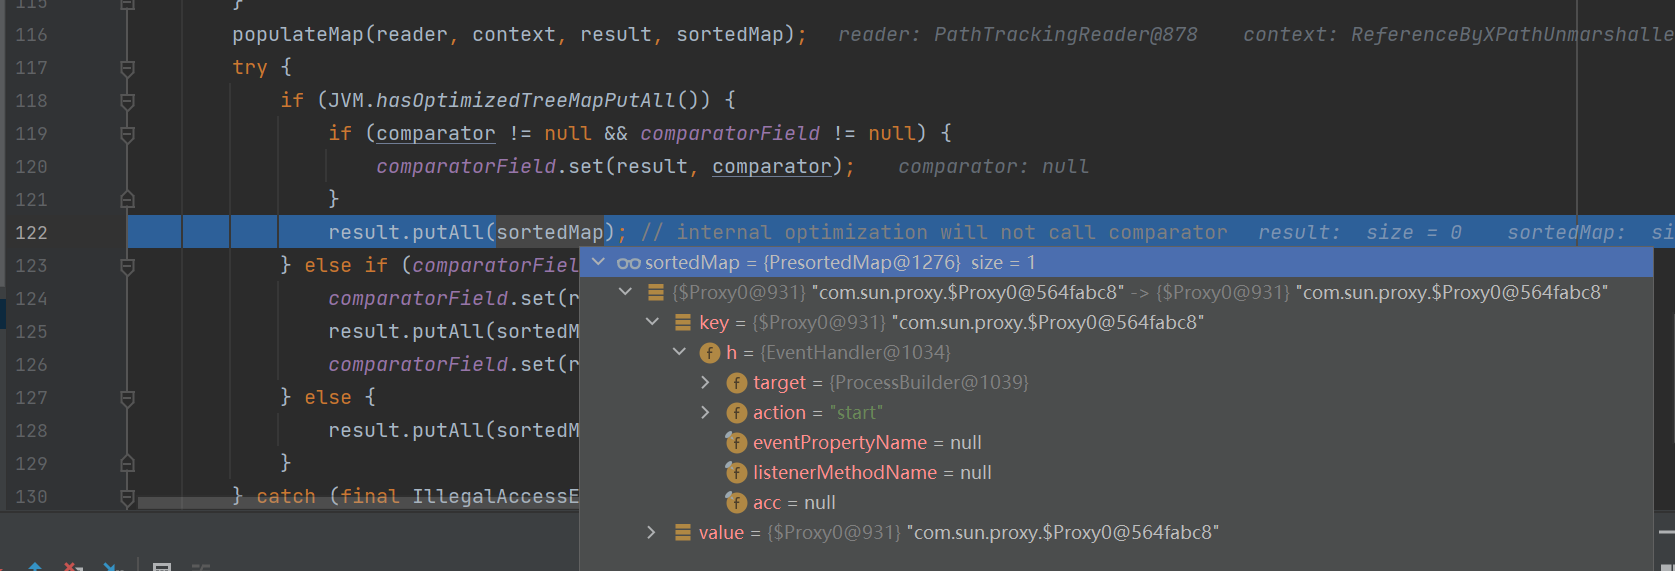 115 }
116 populateMap(reader, context, result, sortedMap); reader: PathTrackingReader@878 context: ReferenceByXPathUnmarshalle
117 try {
118 if (JVM.hasOptimizedTreeMapPutAll()) {
119 if (comparator != null && comparatorField != null) {
120 comparatorField.set(result, comparator); comparator: null
121 }
122 result.putAll(sortedMap); // internal optimization will not call comparator result: size = 0 sortedMap: si
sortedMap = {PresortedMap@1276} size = 1
{$Proxy0@931} "com.sun.proxy.$Proxy0@564fabc8" -> {$Proxy0@931} "com.sun.proxy.$Proxy0@564fabc8"
key = {$Proxy0@931} "com.sun.proxy.$Proxy0@564fabc8"
f h = {EventHandler@1034}
f target = {ProcessBuilder@1039}
f action = "start"
f eventPropertyName = null
f listenerMethodName = null
f acc = null
value = {$Proxy0@931} "com.sun.proxy.$Proxy0@564fabc8"
123 } else if (comparatorFiel
124 comparatorField.set(r
125 result.putAll(sortedM
126 comparatorField.set(r
127 } else {
128 result.putAll(sortedM
129 }
130 } catch (final IllegalAccessE